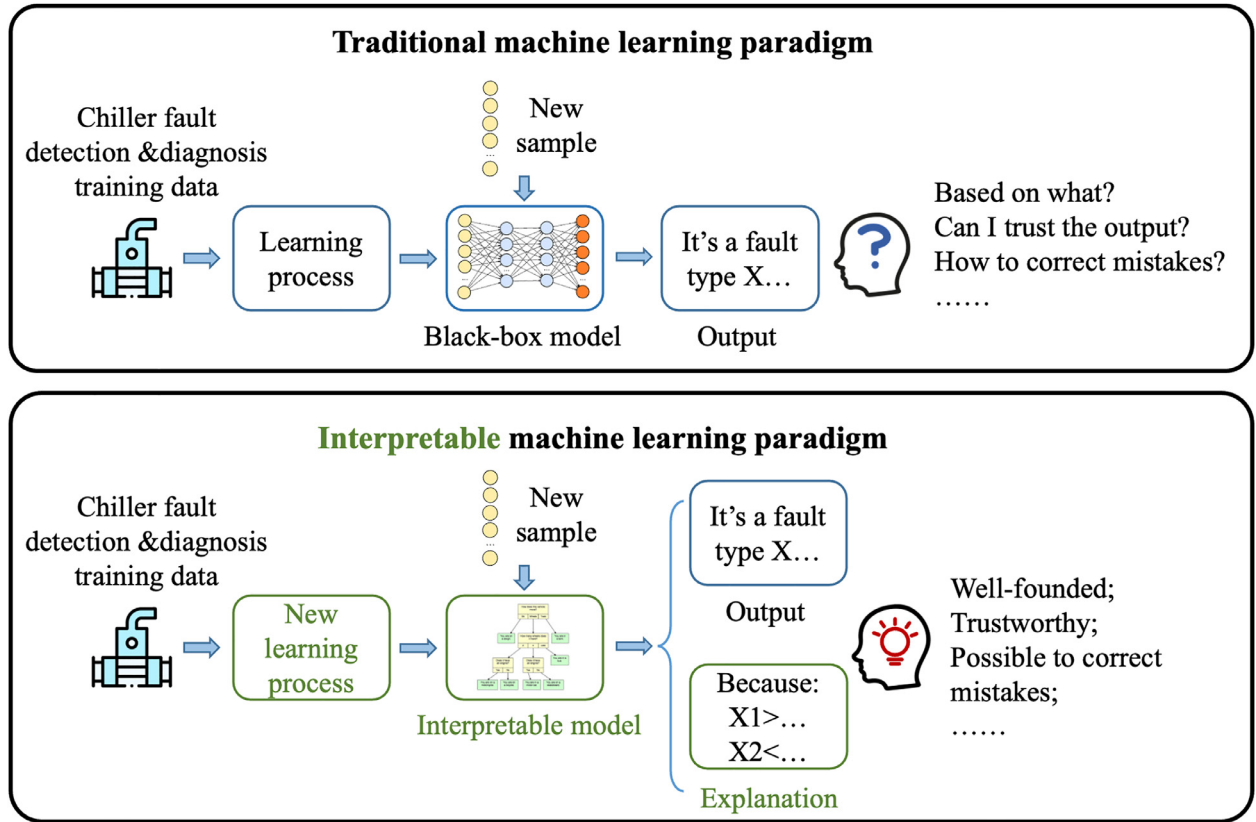 Traditional machine learning paradigm
Chiller fault
detection &diagnosis
training data
New
sample
...
Learning
process
...
...
Black-box model
It's a fault
type X…
Output
Based on what?
Can I trust the output?
How to correct mistakes?
……
Interpretable machine learning paradigm
Chiller fault
detection &diagnosis
training data
New
sample
...
New
learning
process
Interpretable model
It's a fault
type X…
Output
Because:
X1>…
X2<…
Explanation
Well-founded;
Trustworthy;
Possible to correct
mistakes;
……